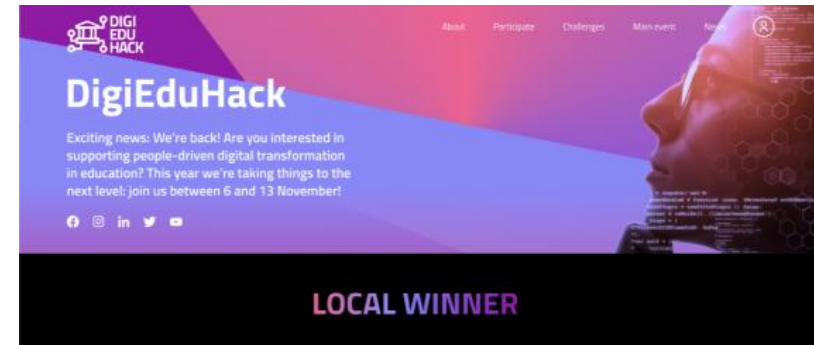 DIGI
EDU
HACK
About Participate Challenges Main event News
DigiEduHack
Exciting news: We're back! Are you interested in
supporting people-driven digital transformation
in education? This year we're taking things to the
next level: join us between 6 and 13 November!
LOCAL WINNER